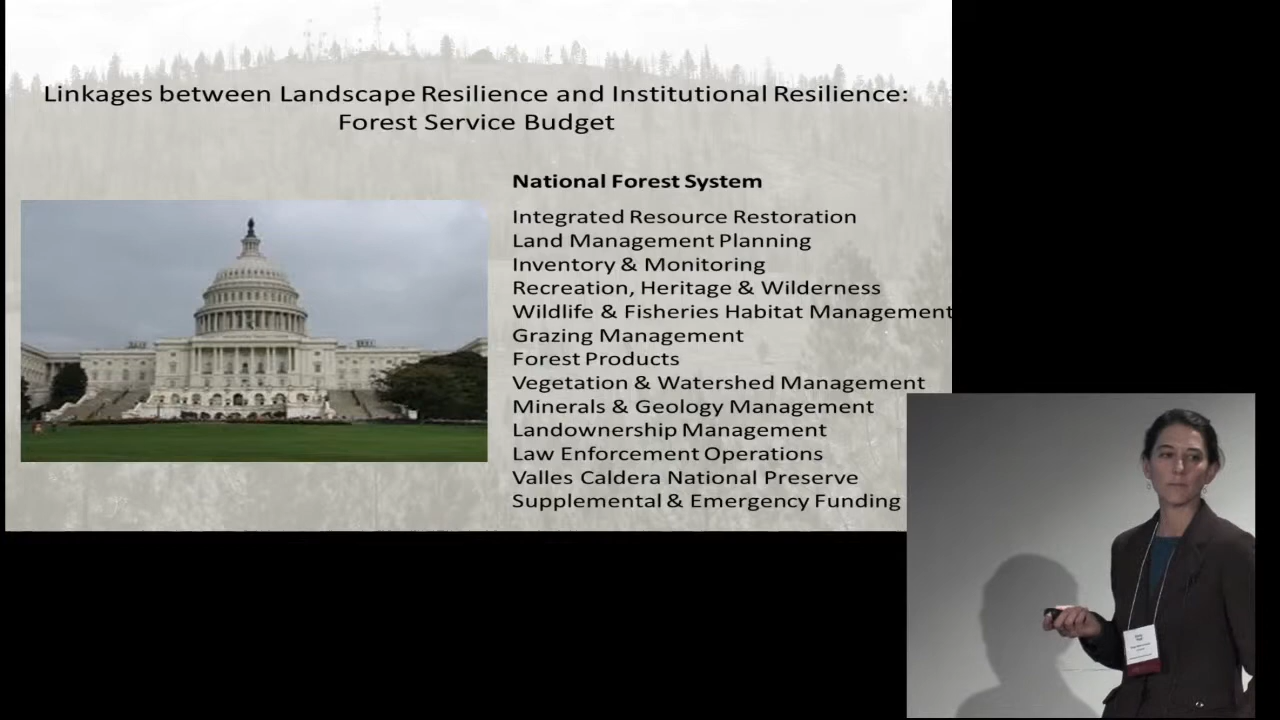 Linkages between Landscape Resilience and Institutional Resilience:
Forest Service Budget
National Forest System
Integrated Resource Restoration
Land Management Planning
Inventory & Monitoring
Recreation, Heritage & Wilderness
Wildlife & Fisheries Habitat Management
Grazing Management
Forest Products
Vegetation & Watershed Management
Minerals & Geology Management
Landownership Management
Law Enforcement Operations
Valles Caldera National Preserve
Supplemental & Emergency Funding